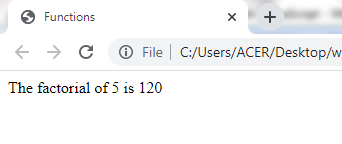 Functions
File
C:/Users/ACER/Desktop/w
The factorial of 5 is 120